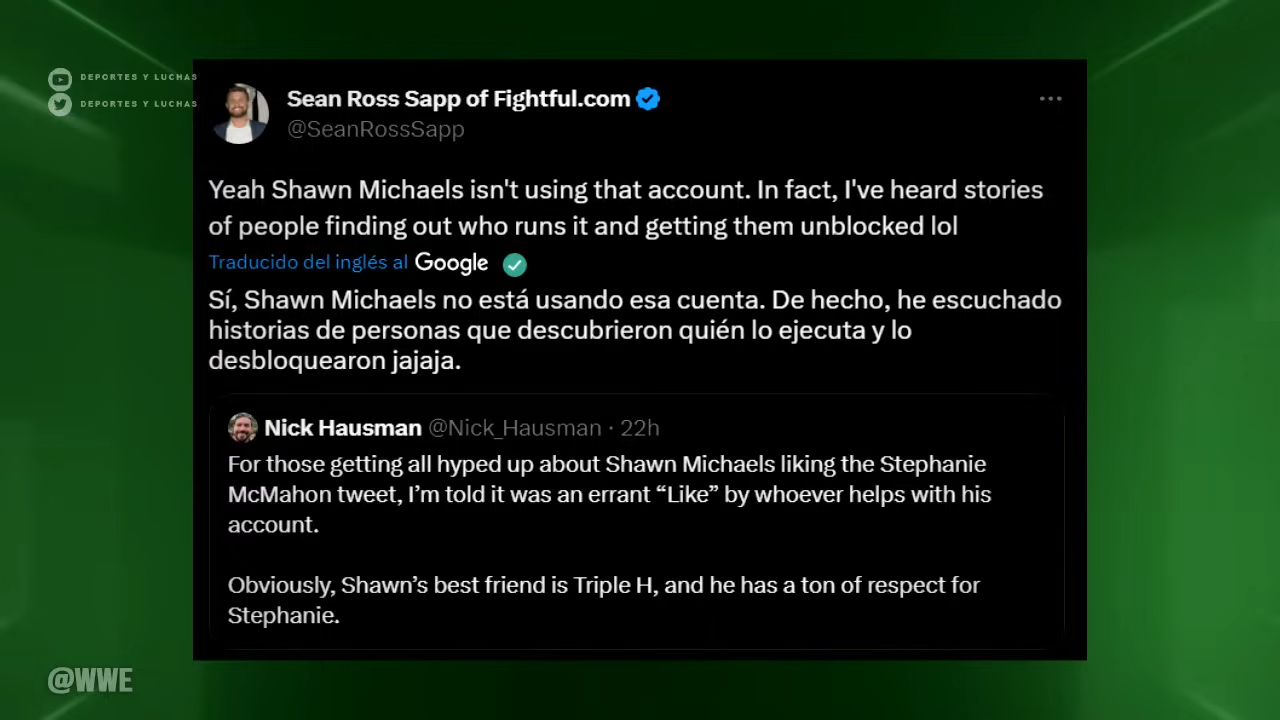 DEPORTES Y LUCHAS
DEPORTES Y LUCHAS
Sean Ross Sapp of Fightful.com
@SeanRossSapp
Yeah Shawn Michaels isn't using that account. In fact, I've heard stories
of people finding out who runs it and getting them unblocked lol
Traducido del inglés al Google
Sí, Shawn Michaels no está usando esa cuenta. De hecho, he escuchado
historias de personas que descubrieron quién lo ejecuta y lo
desbloquearon jajaja.
Nick Hausman @Nick_Hausman · 22h
For those getting all hyped up about Shawn Michaels liking the Stephanie
McMahon tweet, I’m told it was an errant “Like” by whoever helps with his
account.
Obviously, Shawn’s best friend is Triple H, and he has a ton of respect for
Stephanie.
@WWE